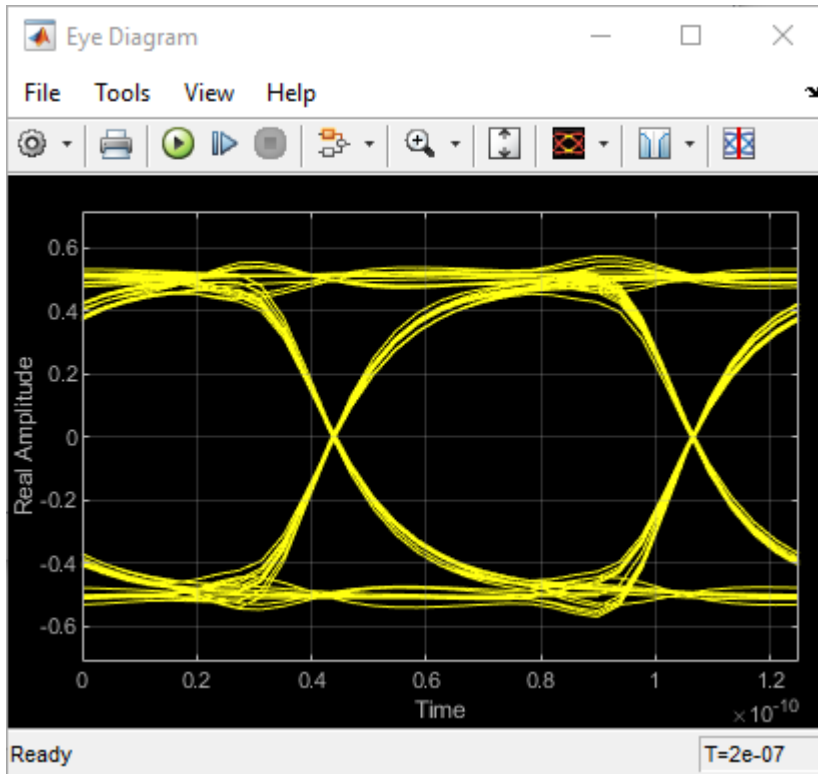 Eye Diagram
File Tools View Help
0.6
0.4
0.2
0
-0.2
-0.4
-0.6
Real Amplitude
0 0.2 0.4 0.6 0.8 1 1.2
Time
×10⁻¹⁰
Ready T=2e-07